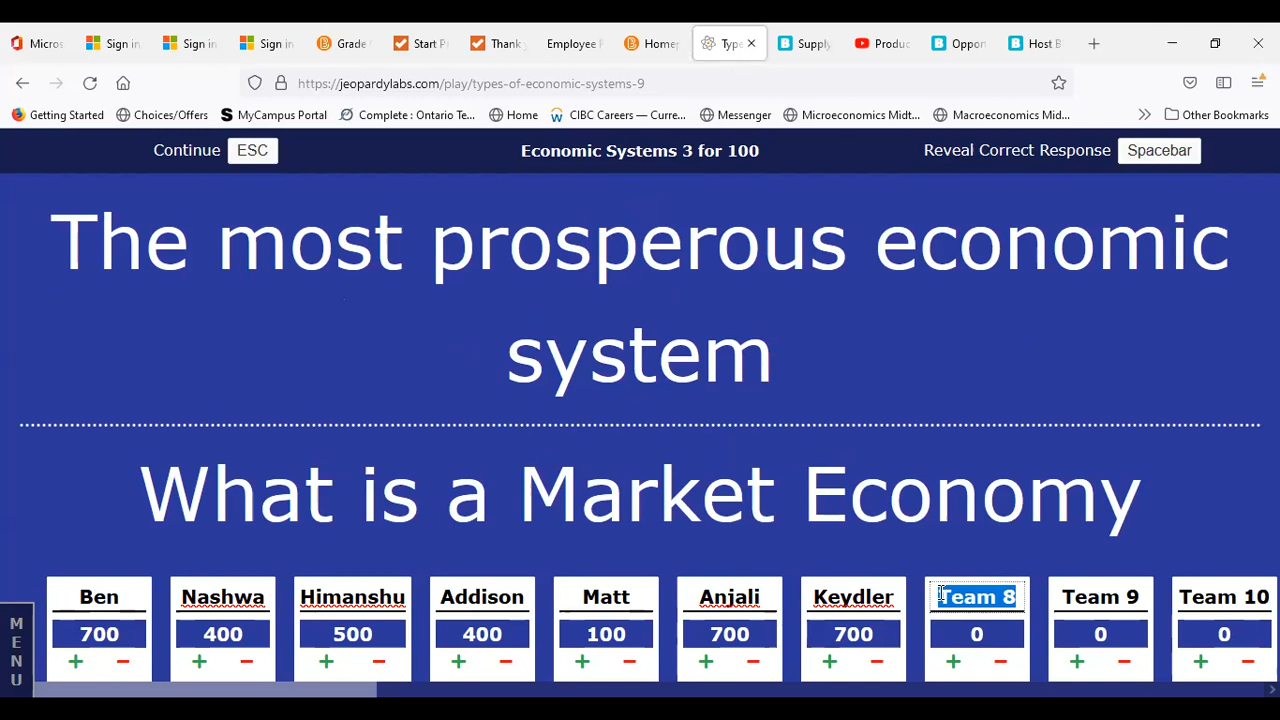 Micros Sign in Sign in Sign in Grade Start P Thank Employee Home Type Supply Produc Oppor Host B
https://jeopardylabs.com/play/types-of-economic-systems-9
Getting Started Choices/Offers MyCampus Portal Complete : Ontario Te... Home CIBC Careers — Curre... Messenger Microeconomics Midt... Macroeconomics Mid... Other Bookmarks
Continue ESC Economic Systems 3 for 100 Reveal Correct Response Spacebar
The most prosperous economic
system
What is a Market Economy
Ben Nashwa Himanshu Addison Matt Anjali Keydler Team 8 Team 9 Team 10
700 400 500 400 100 700 700 0 0 0
+ − + − + − + − + − + − + − + − + − + −
MENU